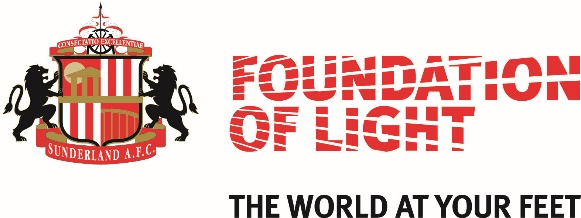 CONSECTATIO EXCELLENTIAE
SUNDERLAND A.F.C.
FOUNDATION
OF LIGHT
THE WORLD AT YOUR FEET